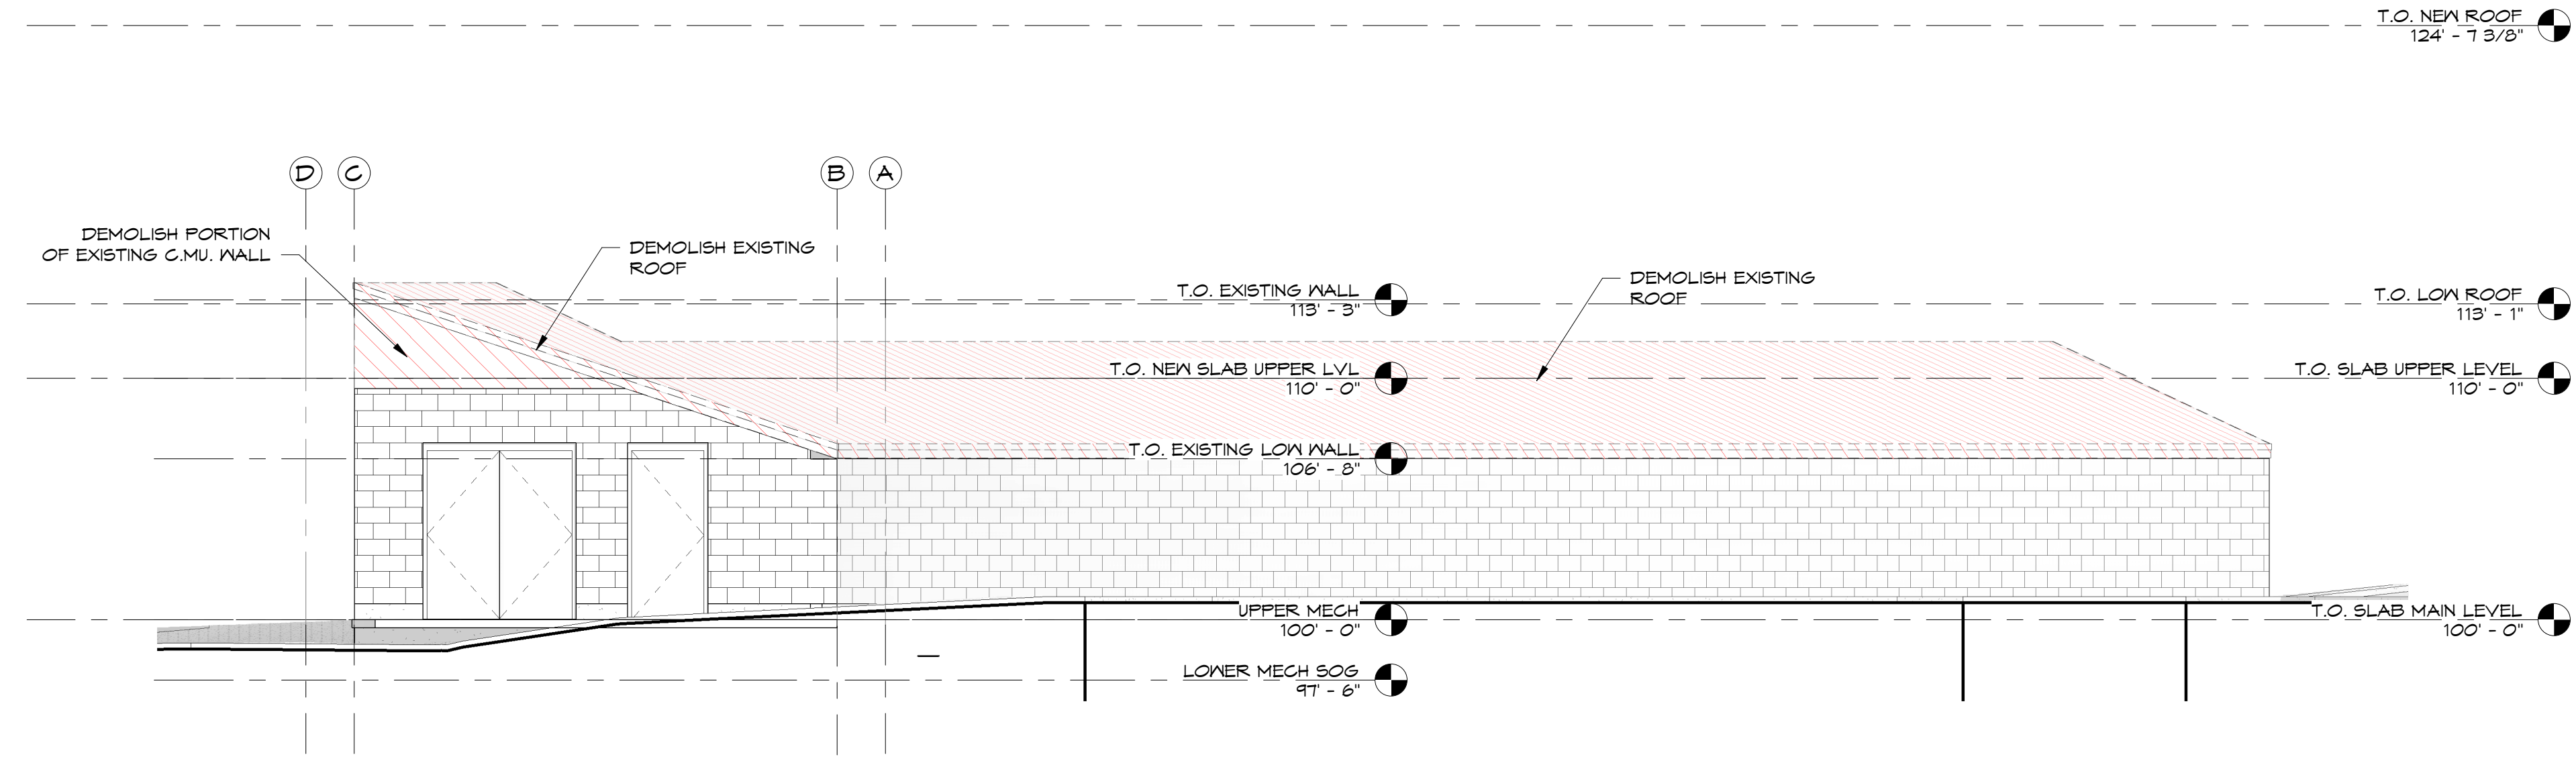 T.O. NEW ROOF
124' - 7 3/8"
D
C
B
A
DEMOLISH PORTION
OF EXISTING C.MU. WALL
DEMOLISH EXISTING
ROOF
DEMOLISH EXISTING
ROOF
T.O. EXISTING WALL
113' - 3"
T.O. LOW ROOF
113' - 1"
T.O. NEW SLAB UPPER LVL
110' - 0"
T.O. SLAB UPPER LEVEL
110' - 0"
T.O. EXISTING LOW WALL
106' - 8"
UPPER MECH
100' - 0"
T.O. SLAB MAIN LEVEL
100' - 0"
LOWER MECH SOG
97' - 6"